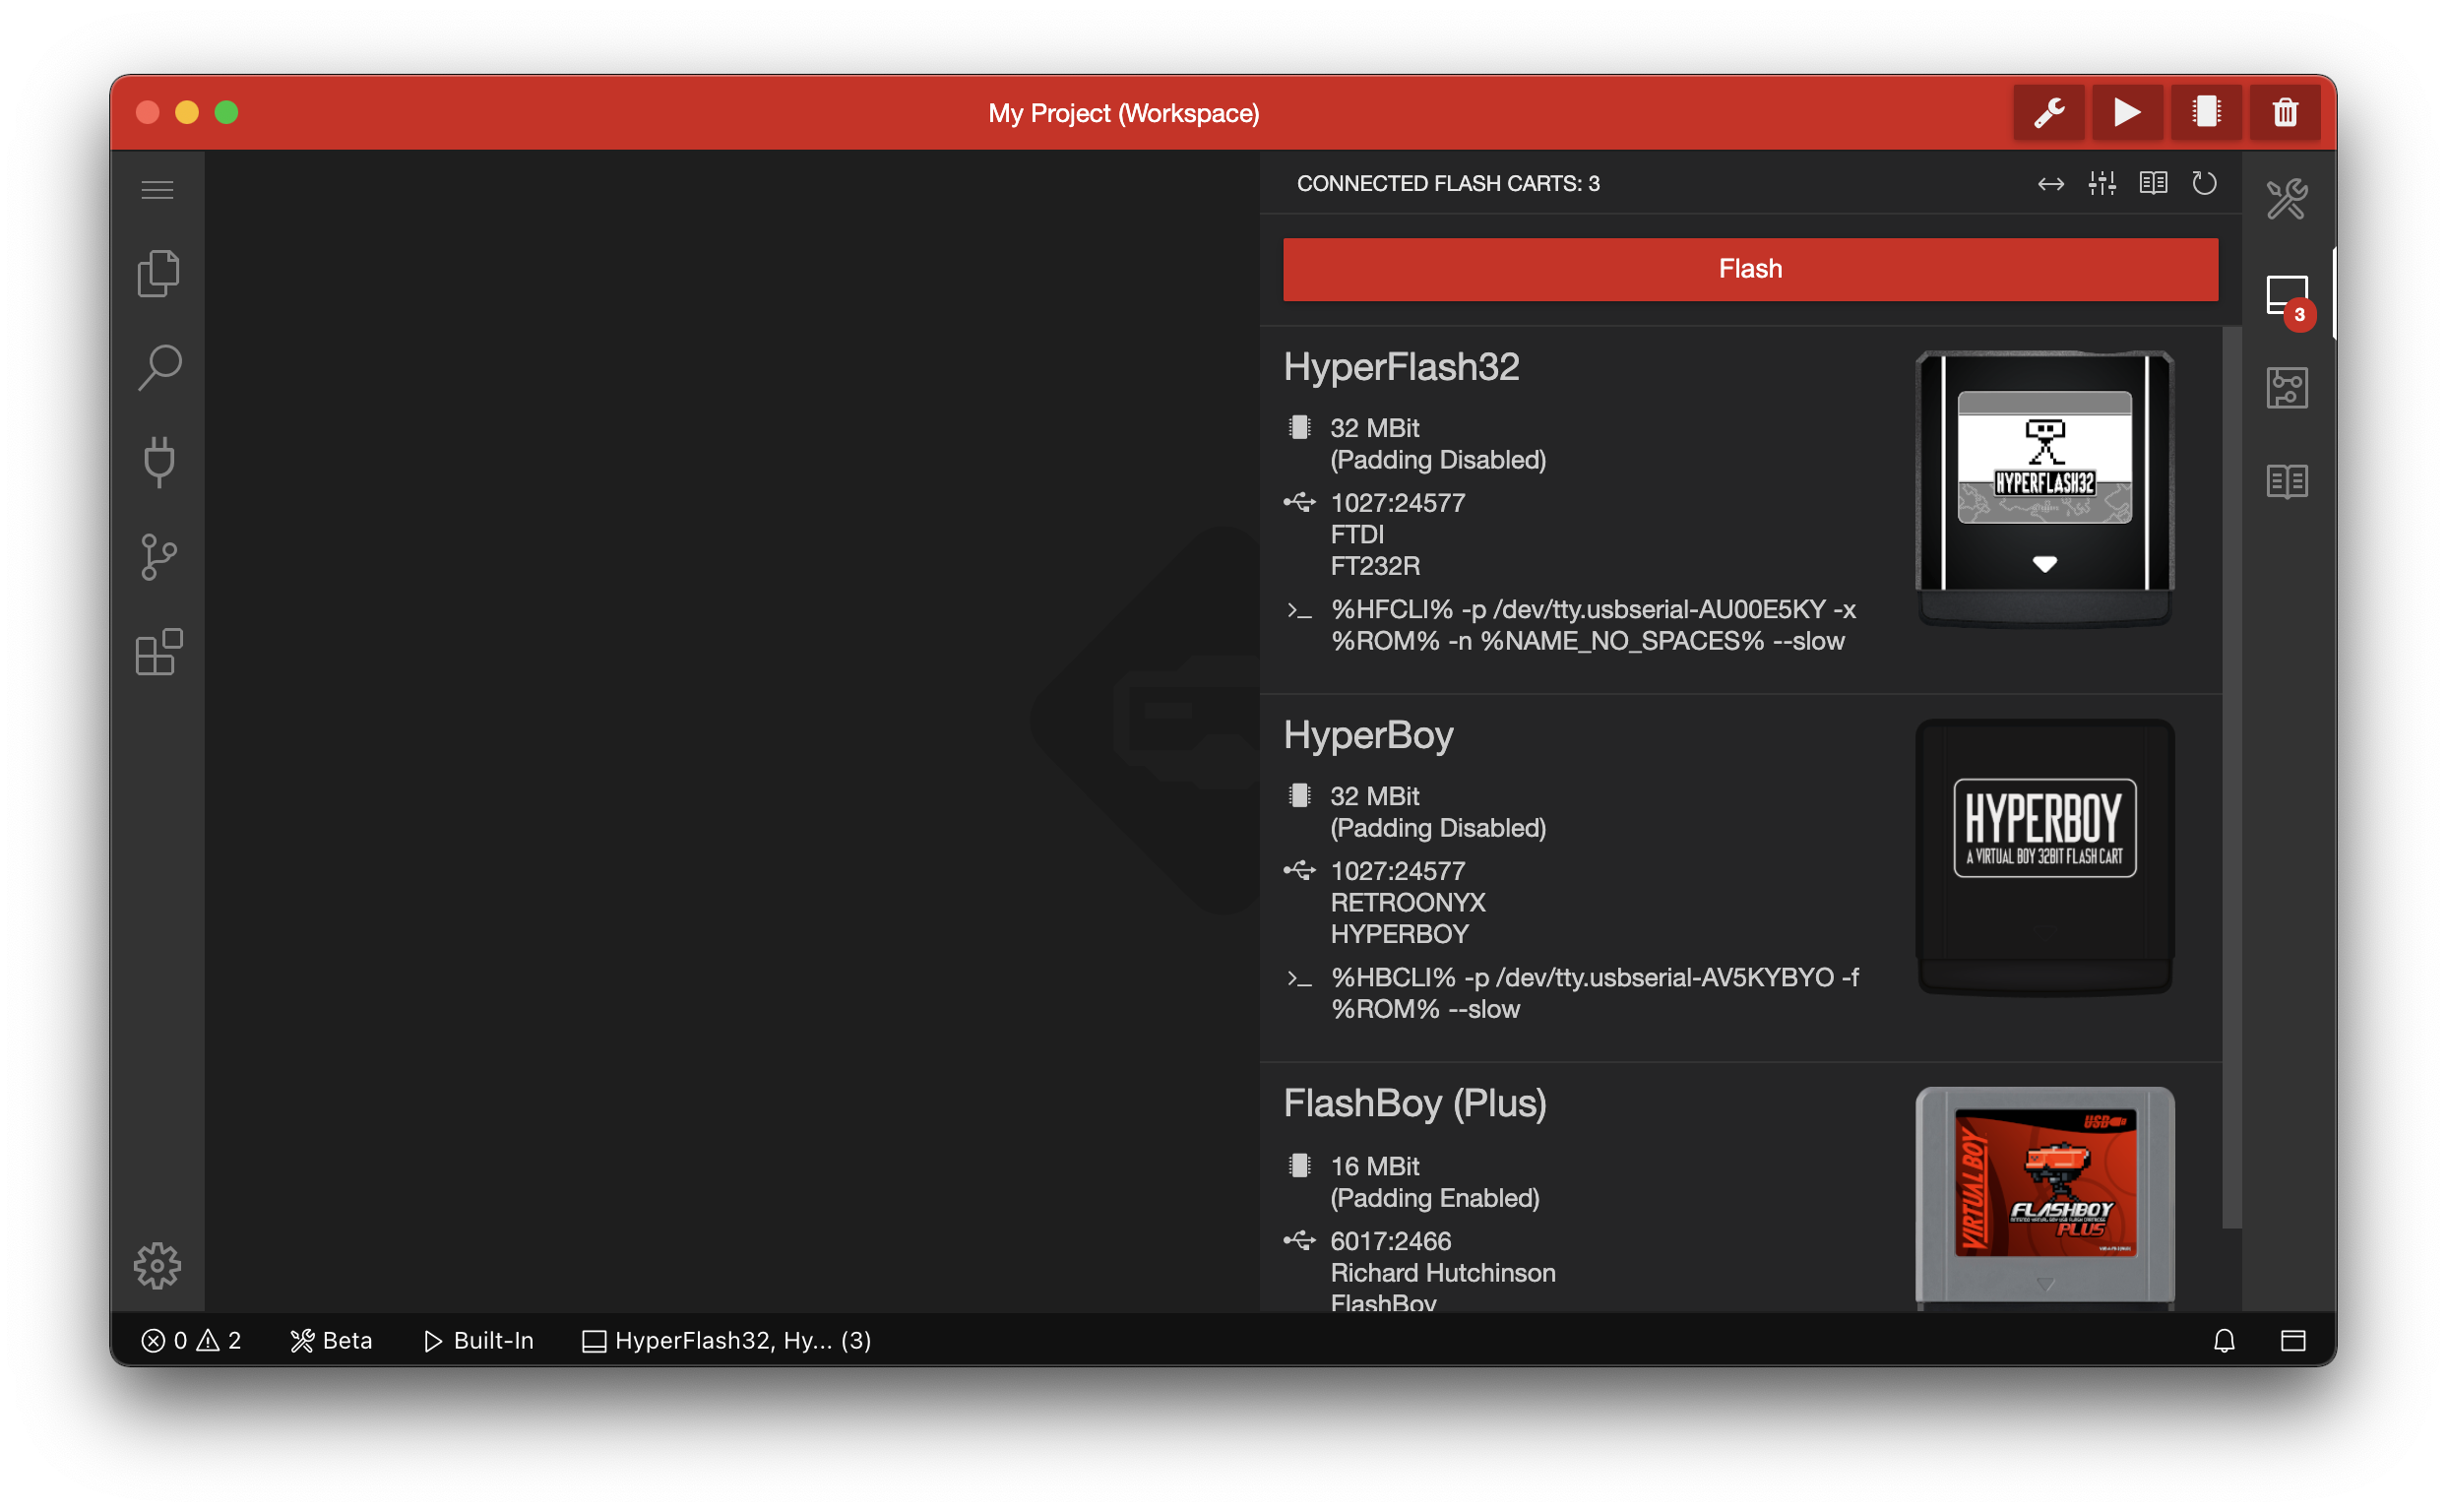 My Project (Workspace)
CONNECTED FLASH CARTS: 3
Flash
3
HyperFlash32
32 MBit
(Padding Disabled)
1027:24577
FTDI
FT232R
%HFCLI% -p /dev/tty.usbserial-AU00E5KY -x
%ROM% -n %NAME_NO_SPACES% --slow
HYPERFLASH32
HyperBoy
32 MBit
(Padding Disabled)
1027:24577
RETROONYX
HYPERBOY
%HBCLI% -p /dev/tty.usbserial-AV5KYBYO -f
%ROM% --slow
HYPERBOY
A VIRTUAL BOY 32BIT FLASH CART
FlashBoy (Plus)
16 MBit
(Padding Enabled)
6017:2466
Richard Hutchinson
FlashBoy
USB
VIRTUAL BOY
FLASHBOY
PLUS
0 2 Beta Built-In HyperFlash32, Hy... (3)